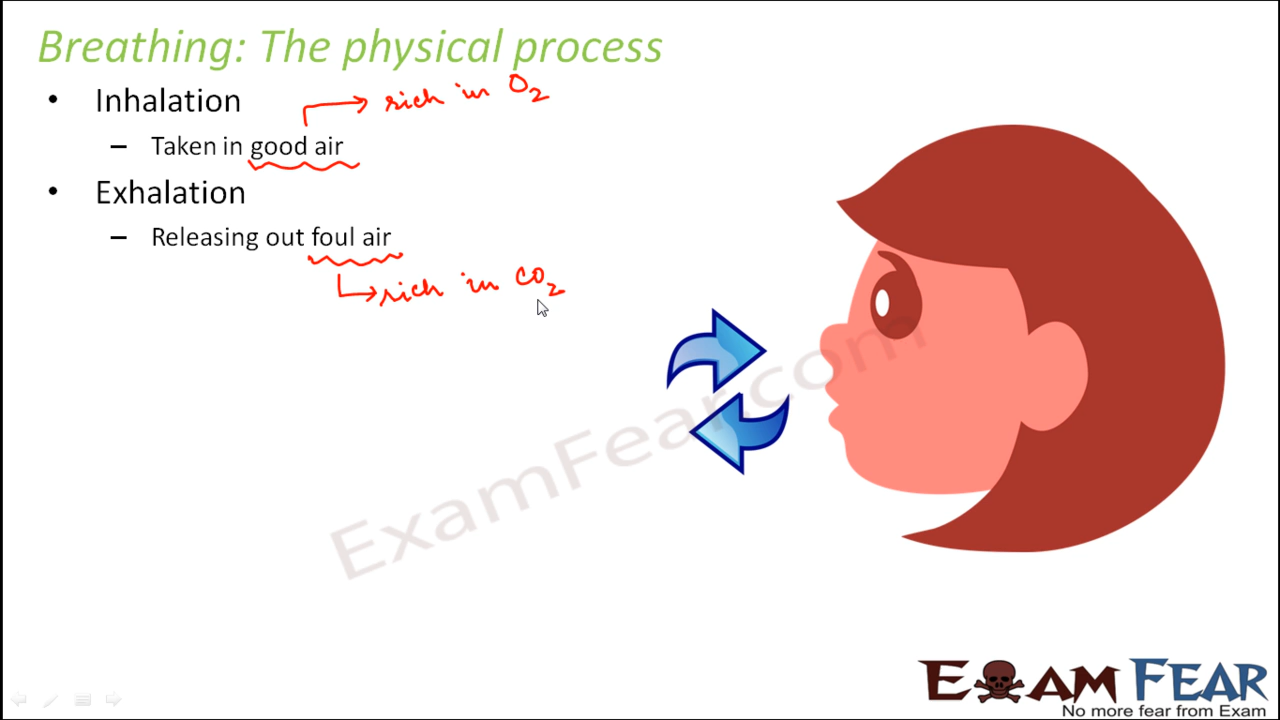 Breathing: The physical process
• Inhalation
rich in O₂
– Taken in good air
• Exhalation
– Releasing out foul air
rich in CO₂
ExamFear.com
EXAM FEAR
No more fear from Exam